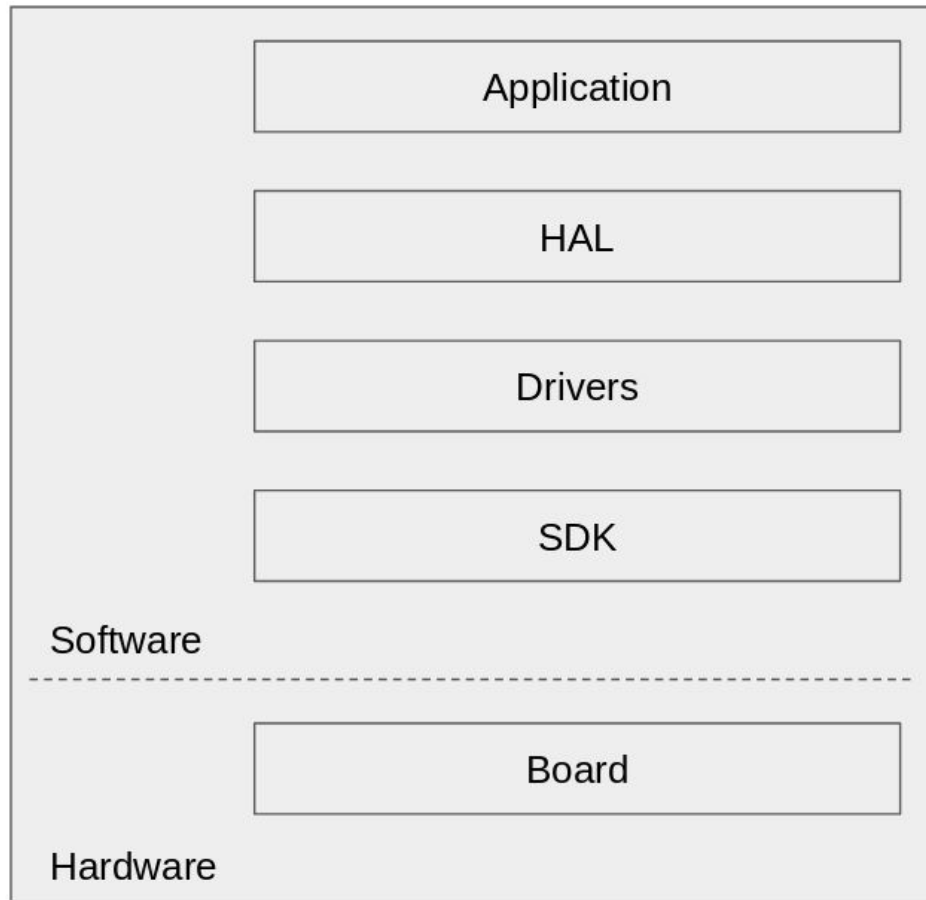 Application
HAL
Drivers
SDK
Software
Board
Hardware